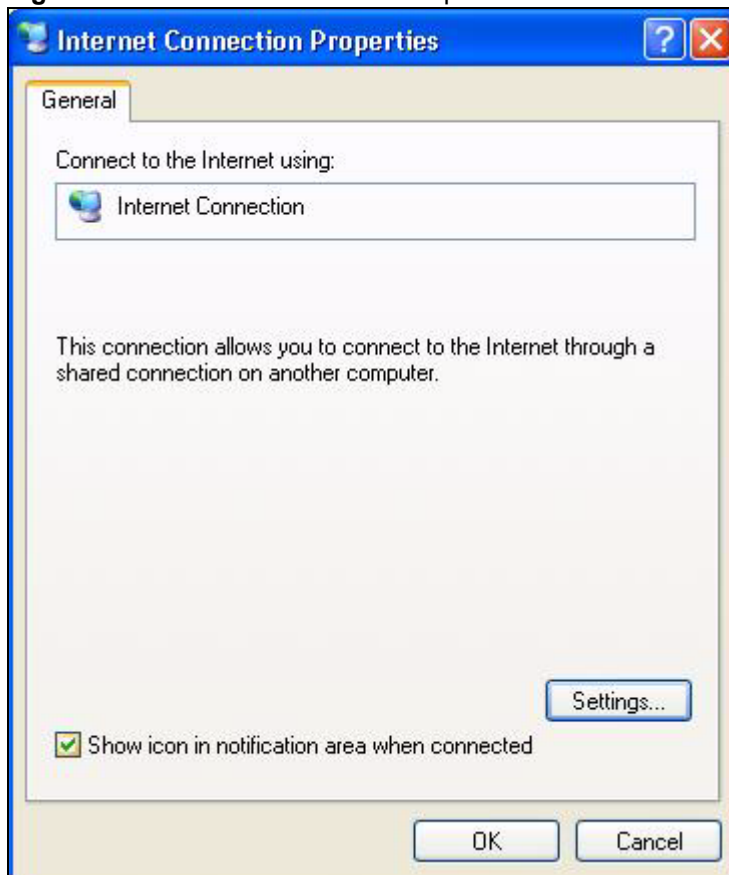 Internet Connection Properties
General
Connect to the Internet using:
Internet Connection
This connection allows you to connect to the Internet through a
shared connection on another computer.
Settings...
Show icon in notification area when connected
OK Cancel